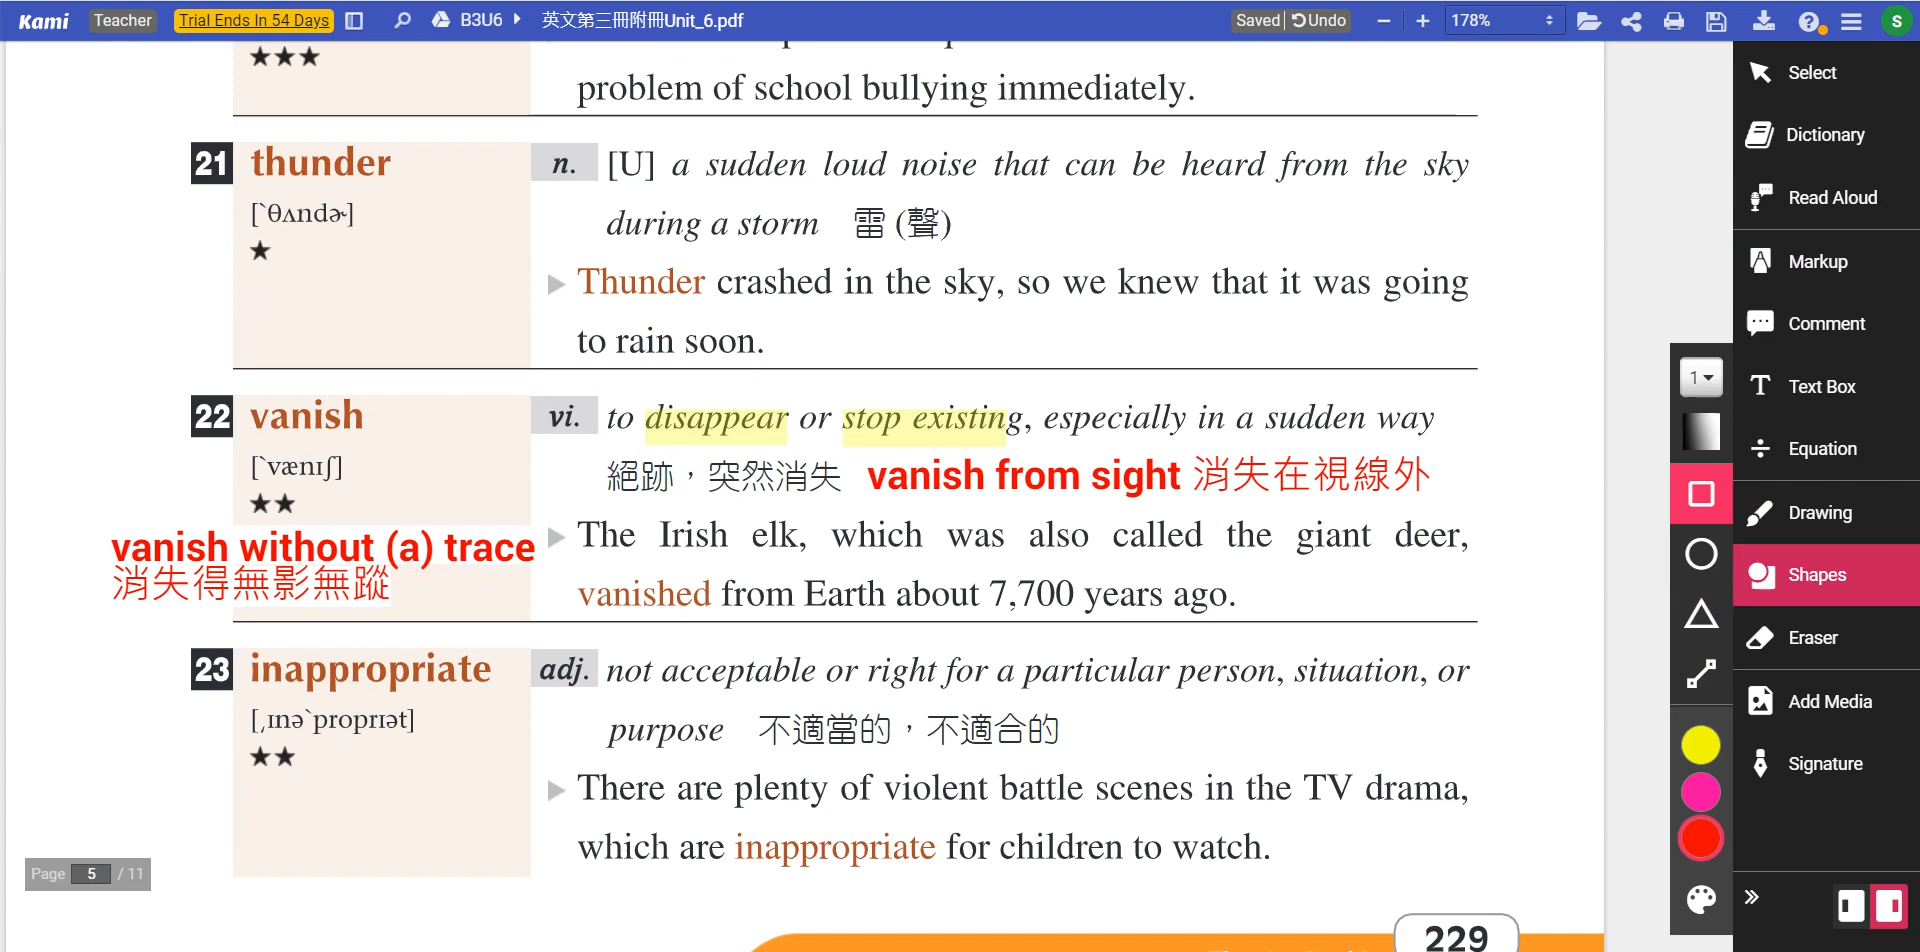 Kami Teacher Trial Ends In 54 Days B3U6 英文第三冊附冊Unit_6.pdf Saved Undo 178% S
★★★
problem of school bullying immediately.
21 thunder n. [U] a sudden loud noise that can be heard from the sky
[ˋθʌndɚ] during a storm 雷 (聲)
★
Thunder crashed in the sky, so we knew that it was going
to rain soon.
22 vanish vi. to disappear or stop existing, especially in a sudden way
[ˋvænɪʃ] 絕跡，突然消失 vanish from sight 消失在視線外
★★
The Irish elk, which was also called the giant deer,
vanish without (a) trace
消失得無影無蹤
vanished from Earth about 7,700 years ago.
23 inappropriate adj. not acceptable or right for a particular person, situation, or
[ˏɪnəˋproprɪət] purpose 不適當的，不適合的
★★
There are plenty of violent battle scenes in the TV drama,
which are inappropriate for children to watch.
Page 5 / 11
229
Select
Dictionary
Read Aloud
Markup
Comment
1
Text Box
Equation
Drawing
Shapes
Eraser
Add Media
Signature